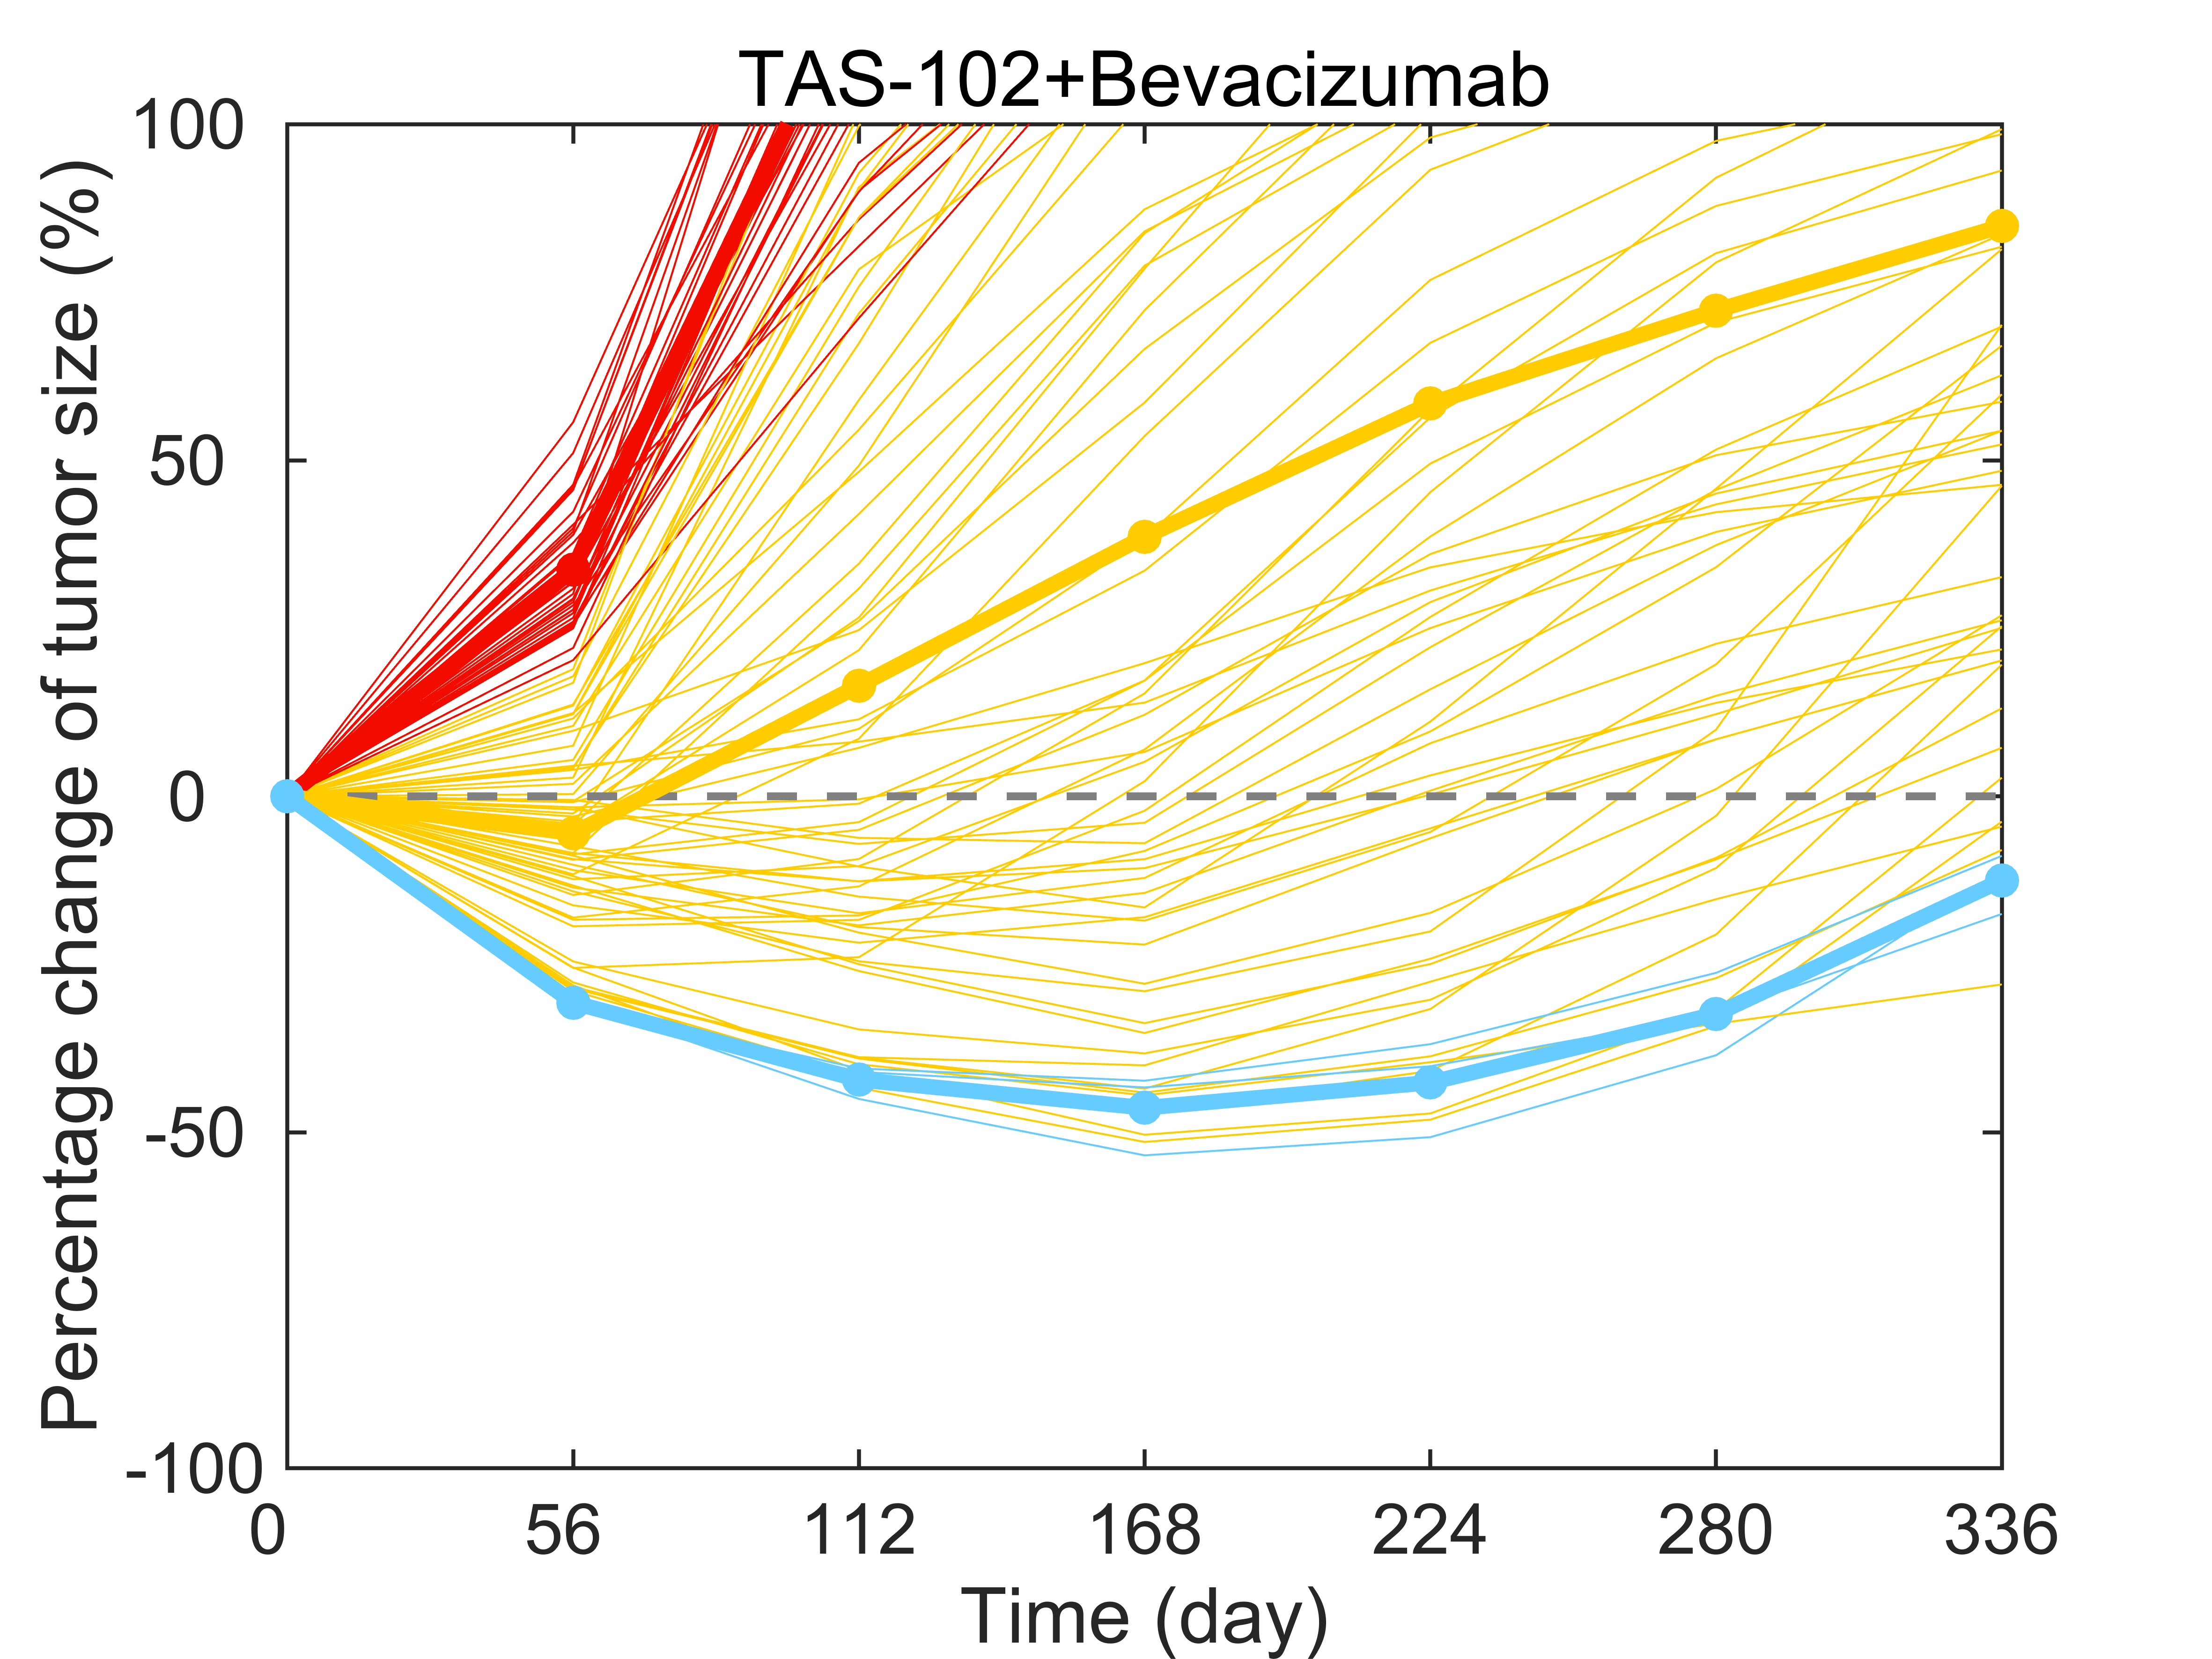 TAS-102+Bevacizumab
Percentage change of tumor size (%)
100
50
0
-50
-100
0 56 112 168 224 280 336
Time (day)